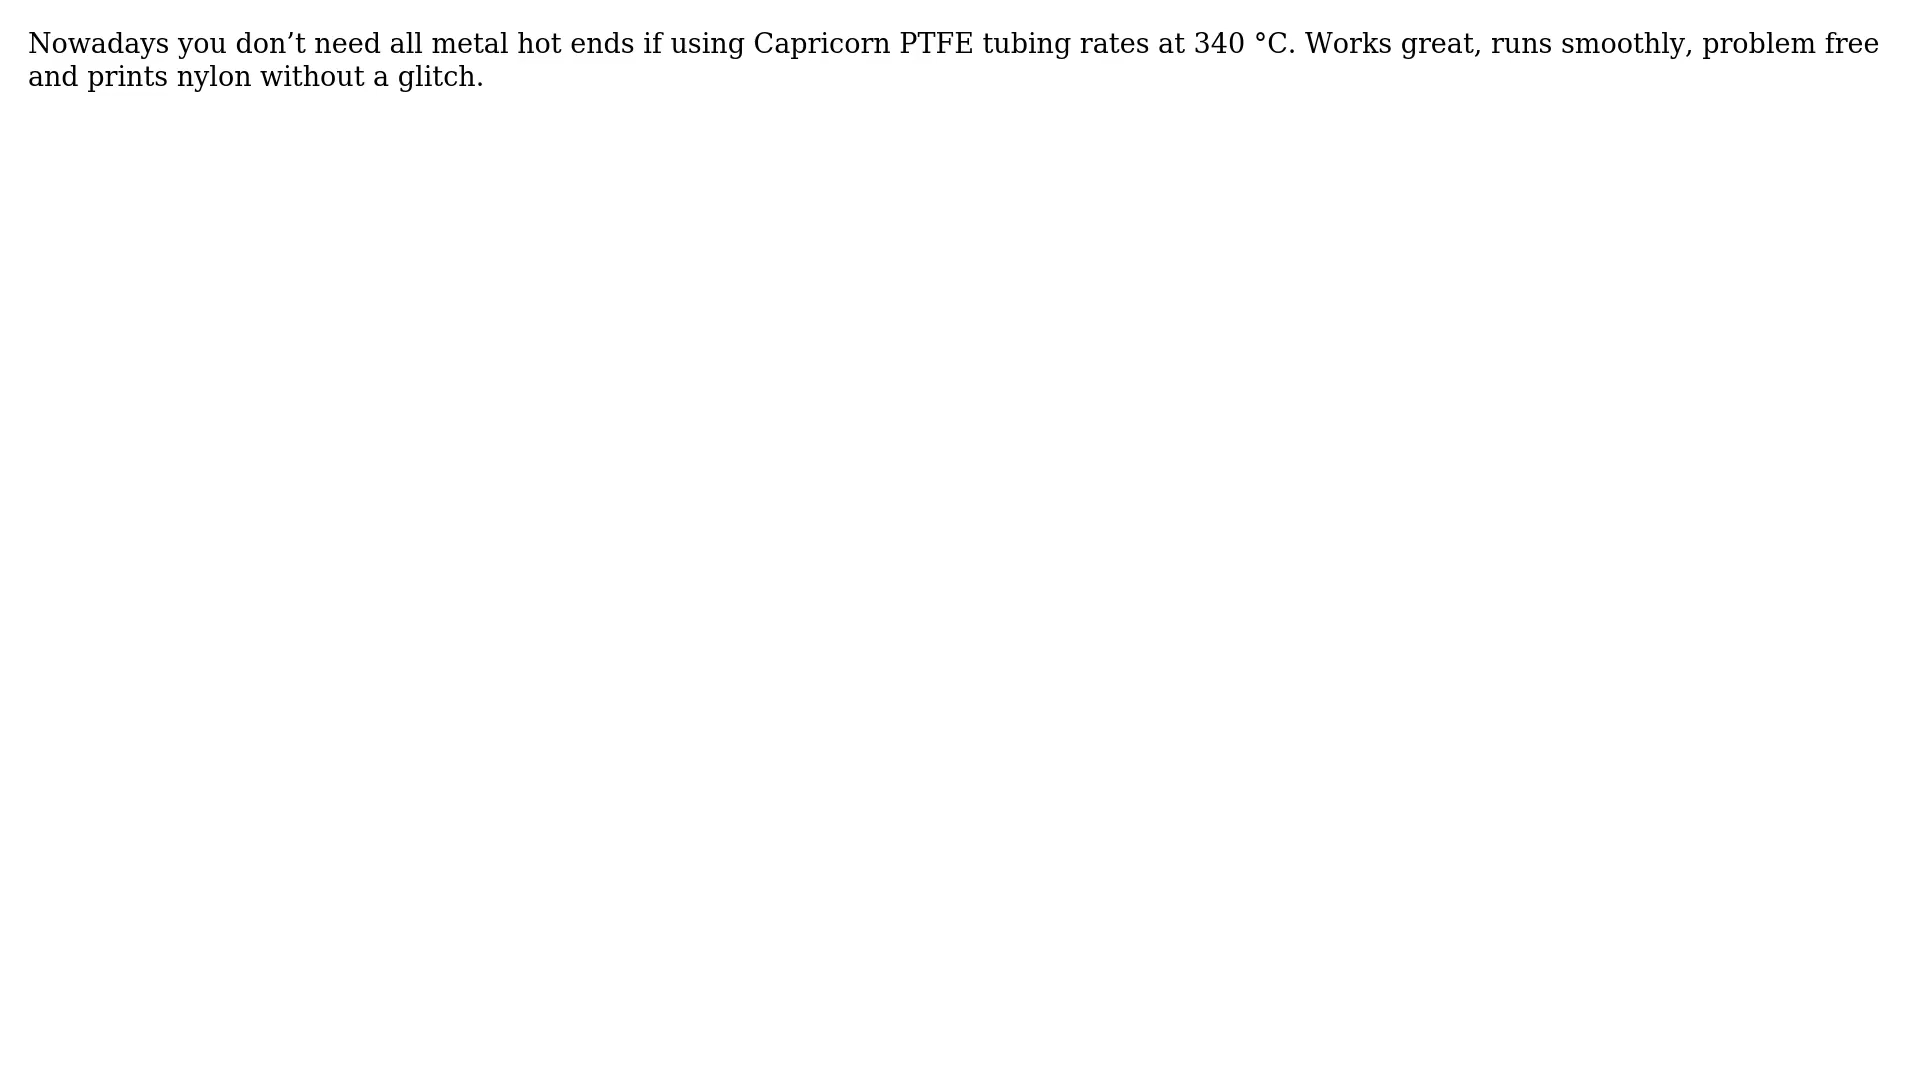 Nowadays you don’t need all metal hot ends if using Capricorn PTFE tubing rates at 340 °C. Works great, runs smoothly, problem free
and prints nylon without a glitch.